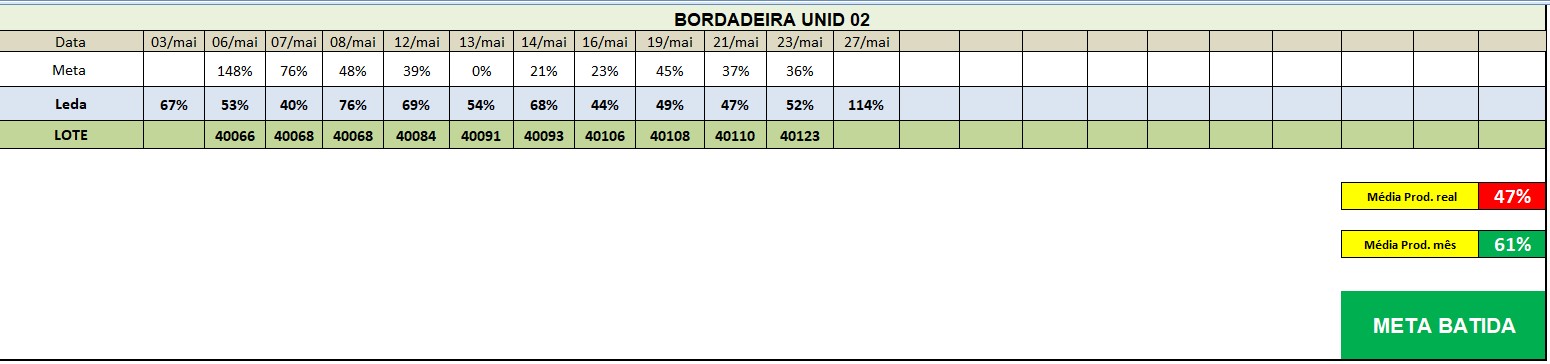 BORDADEIRA UNID 02
Data 03/mai 06/mai 07/mai 08/mai 12/mai 13/mai 14/mai 16/mai 19/mai 21/mai 23/mai 27/mai
Meta 148% 76% 48% 39% 0% 21% 23% 45% 37% 36%
Leda 67% 53% 40% 76% 69% 54% 68% 44% 49% 47% 52% 114%
LOTE 40066 40068 40068 40084 40091 40093 40106 40108 40110 40123
Média Prod. real 47%
Média Prod. mês 61%
META BATIDA